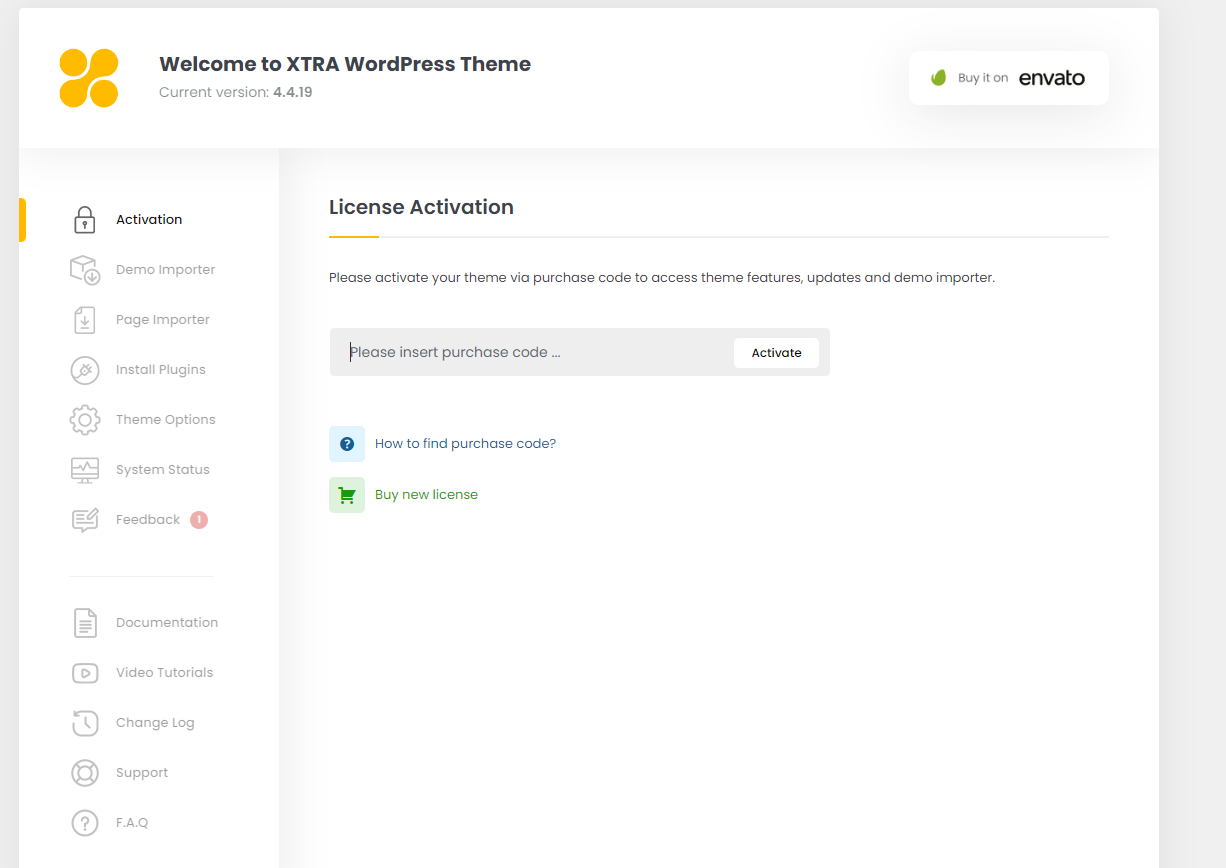 Welcome to XTRA WordPress Theme
Current version: 4.4.19
Buy it on envato
Activation
Demo Importer
Page Importer
Install Plugins
Theme Options
System Status
Feedback 1
Documentation
Video Tutorials
Change Log
Support
F.A.Q
License Activation
Please activate your theme via purchase code to access theme features, updates and demo importer.
Please insert purchase code ...
Activate
How to find purchase code?
Buy new license